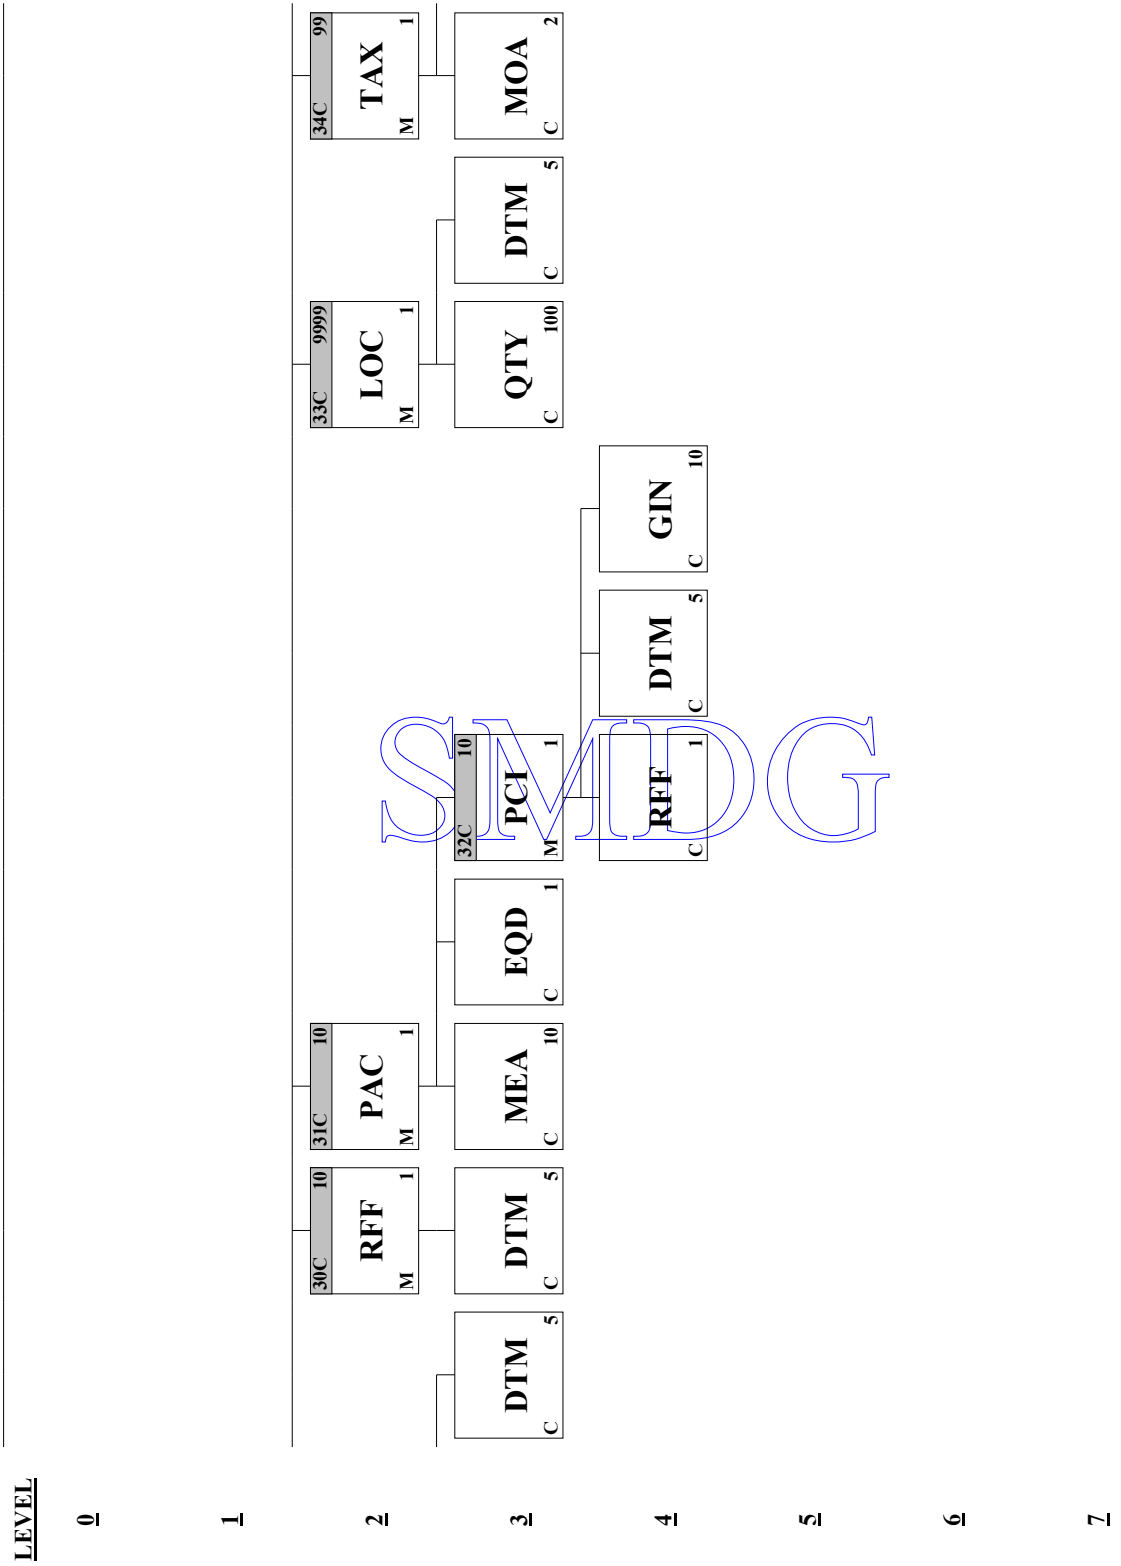 LEVEL
0
1
2
30C 10
RFF
M 1
31C 10
PAC
M 1
33C 9999
LOC
M 1
34C 99
TAX
M 1
3
DTM
C 5
DTM
C 5
MEA
C 10
EQD
C 1
32C 10
PCI
M 1
QTY
C 100
DTM
C 5
MOA
C 2
4
RFF
C 1
DTM
C 5
GIN
C 10
5
6
7
SMDG